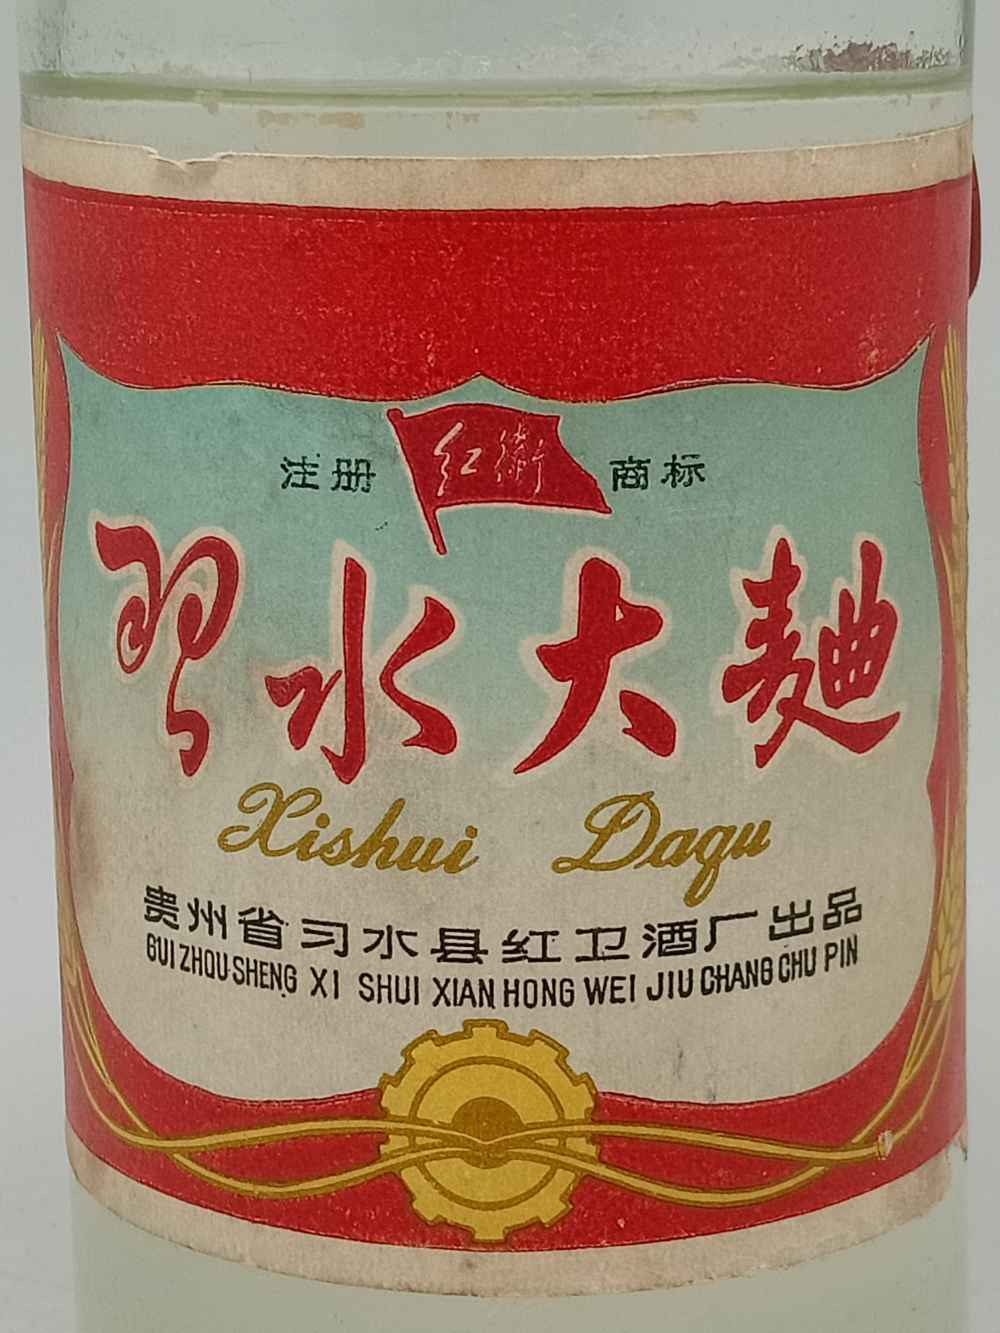 注册 红衛 商标
习水大麯
Xishui Daqu
贵州省习水县红卫酒厂出品
GUI ZHOU SHENG XI SHUI XIAN HONG WEI JIU CHANG CHU PIN